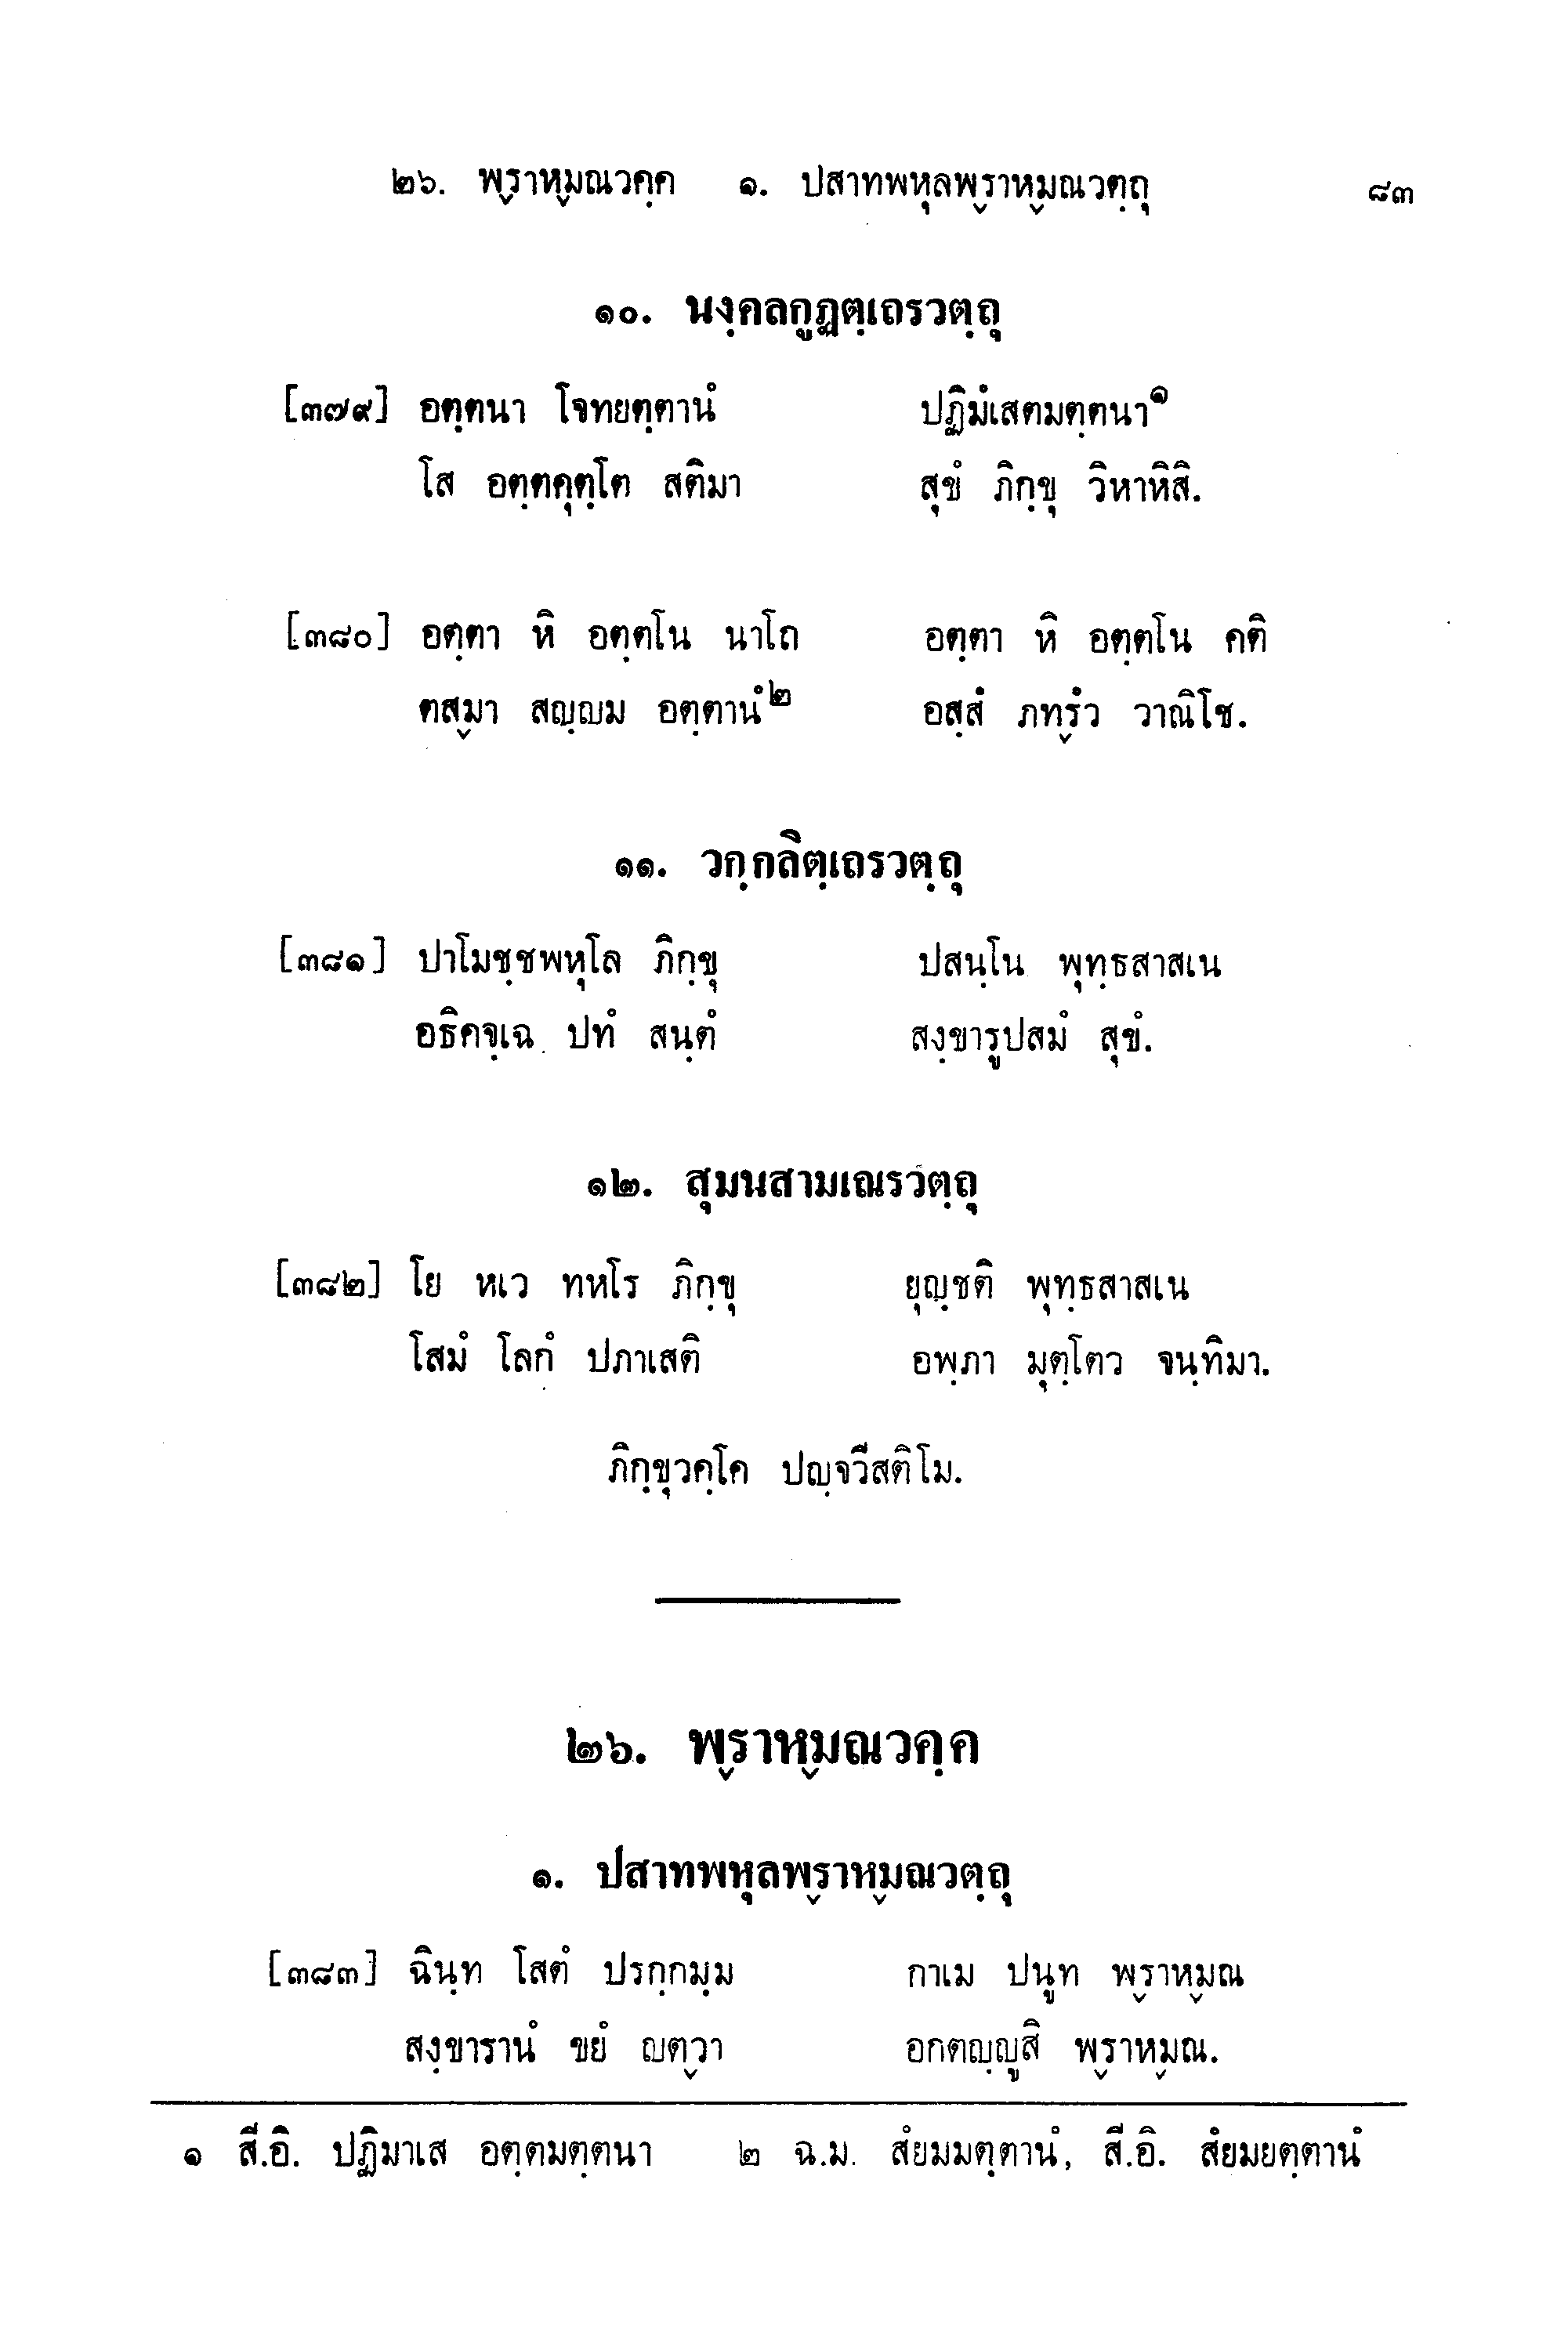 ๒๖. พฺราหฺมณวคฺค ๑. ปสาทพหุลพฺราหฺมณวตฺถุ ๘๓
๑๐. นงฺคลกูฏตฺเถรวตฺถุ
[๓๗๙] อตฺตนา โจทยตฺตานํ ปฏิมํเสตมตฺตนา๑
โส อตฺตคุตฺโต สติมา สุขํ ภิกฺขุ วิหาหิสิ.
[๓๘๐] อตฺตา หิ อตฺตโน นาโถ อตฺตา หิ อตฺตโน คติ
ตสฺมา สญฺญม อตฺตานํ๒ อสฺสํ ภทฺรํว วาณิโช.
๑๑. วกฺกลิตฺเถรวตฺถุ
[๓๘๑] ปาโมชฺชพหุโล ภิกฺขุ ปสนฺโน พุทฺธสาสเน
อธิคจฺเฉ ปทํ สนฺตํ สงฺขารูปสมํ สุขํ.
๑๒. สุมนสามเณรวตฺถุ
[๓๘๒] โย หเว ทหโร ภิกฺขุ ยุญฺชติ พุทฺธสาสเน
โสมํ โลกํ ปภาเสติ อพฺภา มุตฺโตว จนฺทิมา.
ภิกฺขุวคฺโค ปญฺจวีสติโม.
๒๖. พฺราหฺมณวคฺค
๑. ปสาทพหุลพฺราหฺมณวตฺถุ
[๓๘๓] ฉินฺท โสตํ ปรกฺกมฺม กาเม ปนูท พฺราหฺมณ
สงฺขารานํ ขยํ ญตฺวา อกตญฺญูสิ พฺราหฺมณ.
๑ สี.อิ. ปฏิมาเส อตฺตมตฺตนา ๒ ฉ.ม. สํยมมตฺตานํ, สี.อิ. สํยมยตฺตานํ